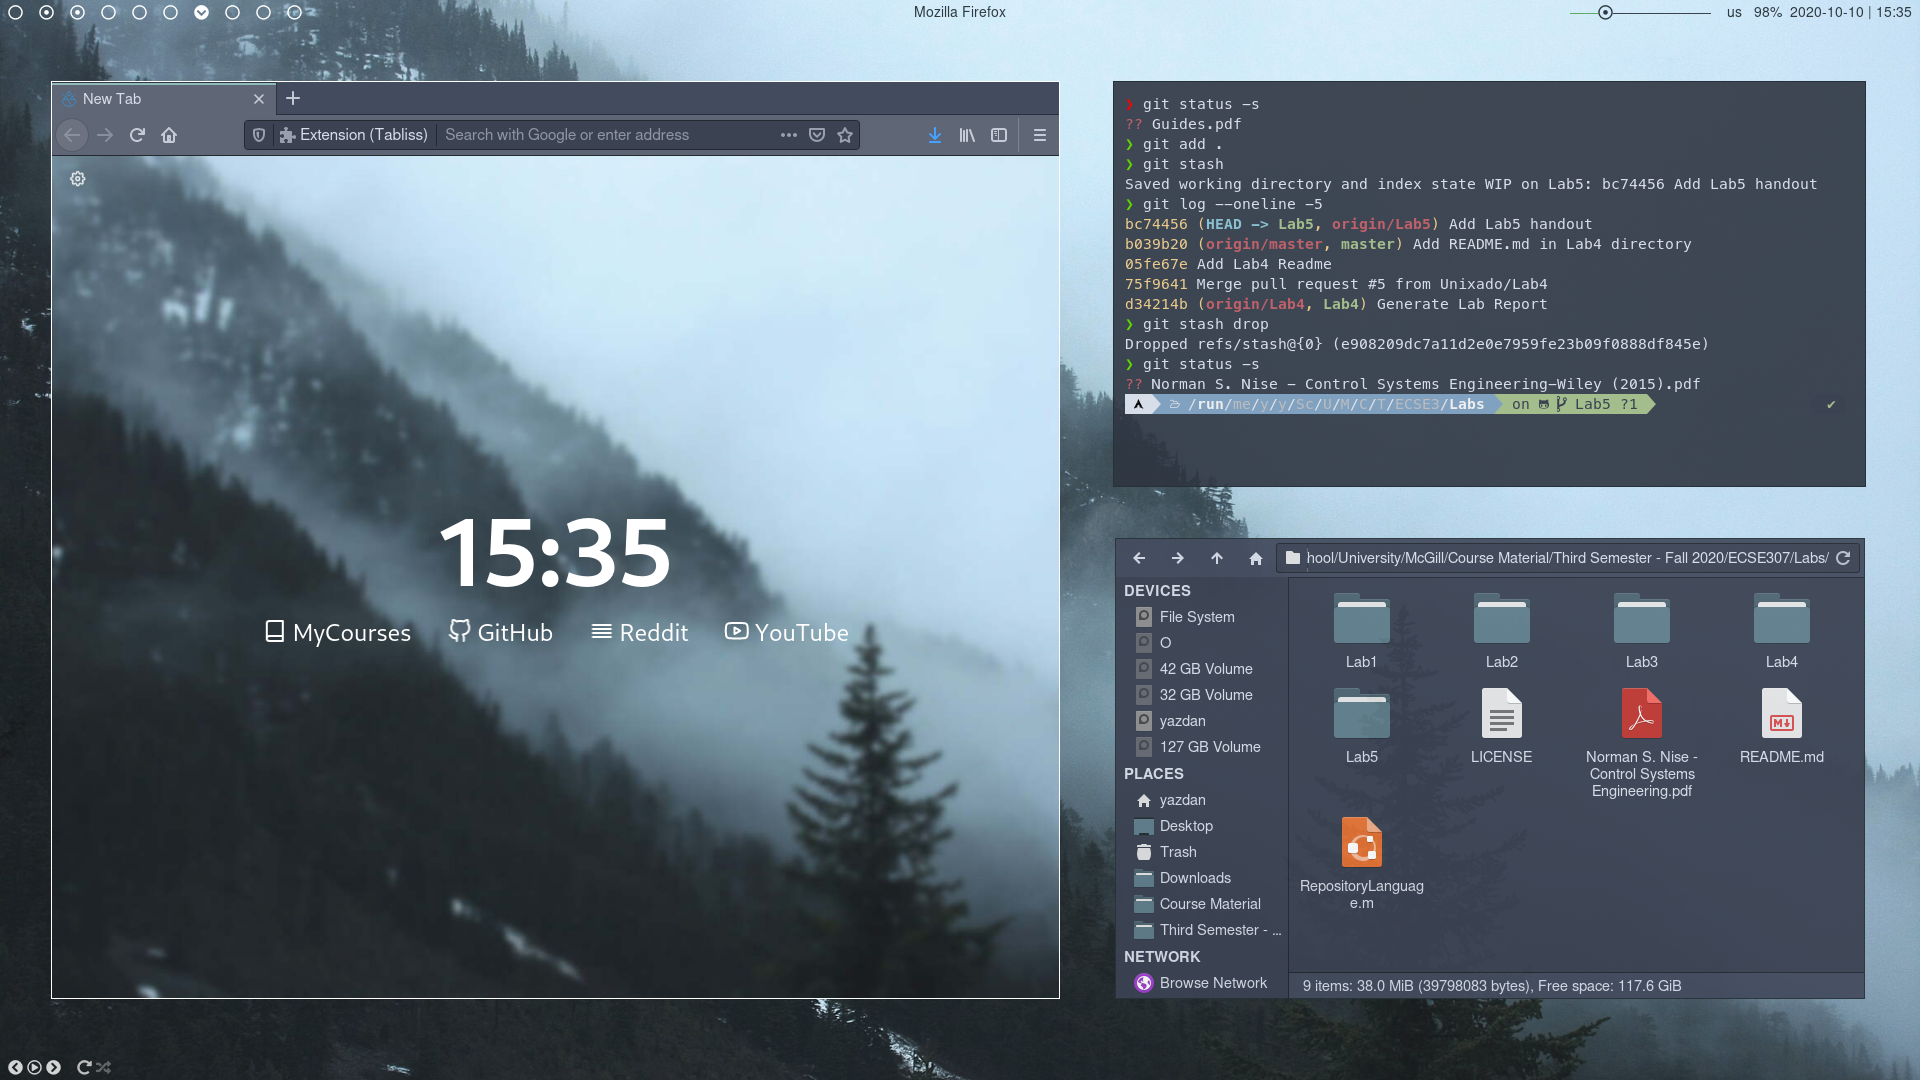 Mozilla Firefox
us 98% 2020-10-10 | 15:35
New Tab
Extension (Tabliss) Search with Google or enter address
15:35
MyCourses GitHub Reddit YouTube
❯ git status -s
?? Guides.pdf
❯ git add .
❯ git stash
Saved working directory and index state WIP on Lab5: bc74456 Add Lab5 handout
❯ git log --oneline -5
bc74456 (HEAD -> Lab5, origin/Lab5) Add Lab5 handout
b039b20 (origin/master, master) Add README.md in Lab4 directory
05fe67e Add Lab4 Readme
75f9641 Merge pull request #5 from Unixado/Lab4
d34214b (origin/Lab4, Lab4) Generate Lab Report
❯ git stash drop
Dropped refs/stash@{0} (e908209dc7a11d2e0e7959fe23b09f0888df845e)
❯ git status -s
?? Norman S. Nise - Control Systems Engineering-Wiley (2015).pdf
/run/me/y/y/Sc/U/M/C/T/ECSE3/Labs on Lab5 ?1 ✔
hool/University/McGill/Course Material/Third Semester - Fall 2020/ECSE307/Labs/
DEVICES
File System
O
42 GB Volume
32 GB Volume
yazdan
127 GB Volume
PLACES
yazdan
Desktop
Trash
Downloads
Course Material
Third Semester - ...
NETWORK
Browse Network
Lab1 Lab2 Lab3 Lab4
Lab5 LICENSE Norman S. Nise - README.md
Control Systems
Engineering.pdf
RepositoryLanguag
e.m
9 items: 38.0 MiB (39798083 bytes), Free space: 117.6 GiB